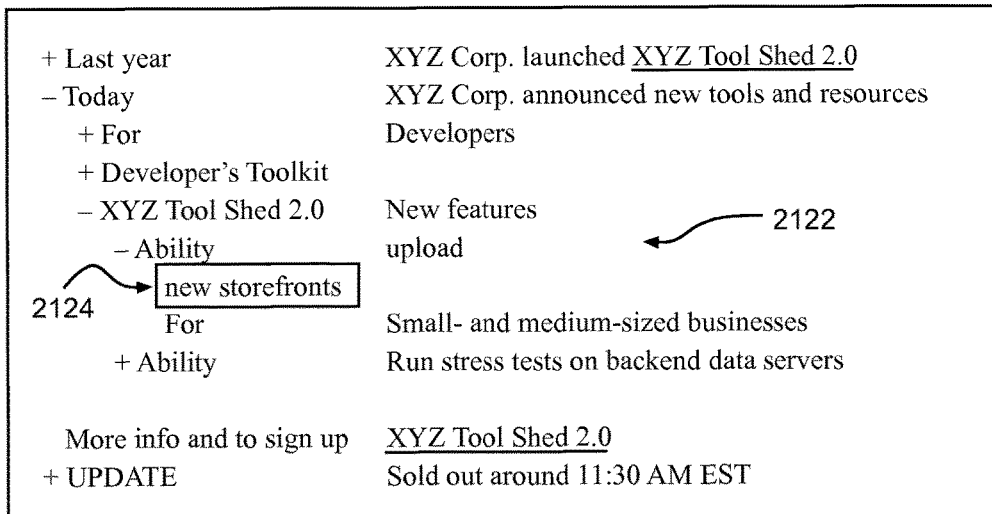 + Last year XYZ Corp. launched XYZ Tool Shed 2.0
– Today XYZ Corp. announced new tools and resources
+ For Developers
+ Developer's Toolkit
– XYZ Tool Shed 2.0 New features
2122
– Ability upload
new storefronts
2124
For Small- and medium-sized businesses
+ Ability Run stress tests on backend data servers
More info and to sign up XYZ Tool Shed 2.0
+ UPDATE Sold out around 11:30 AM EST